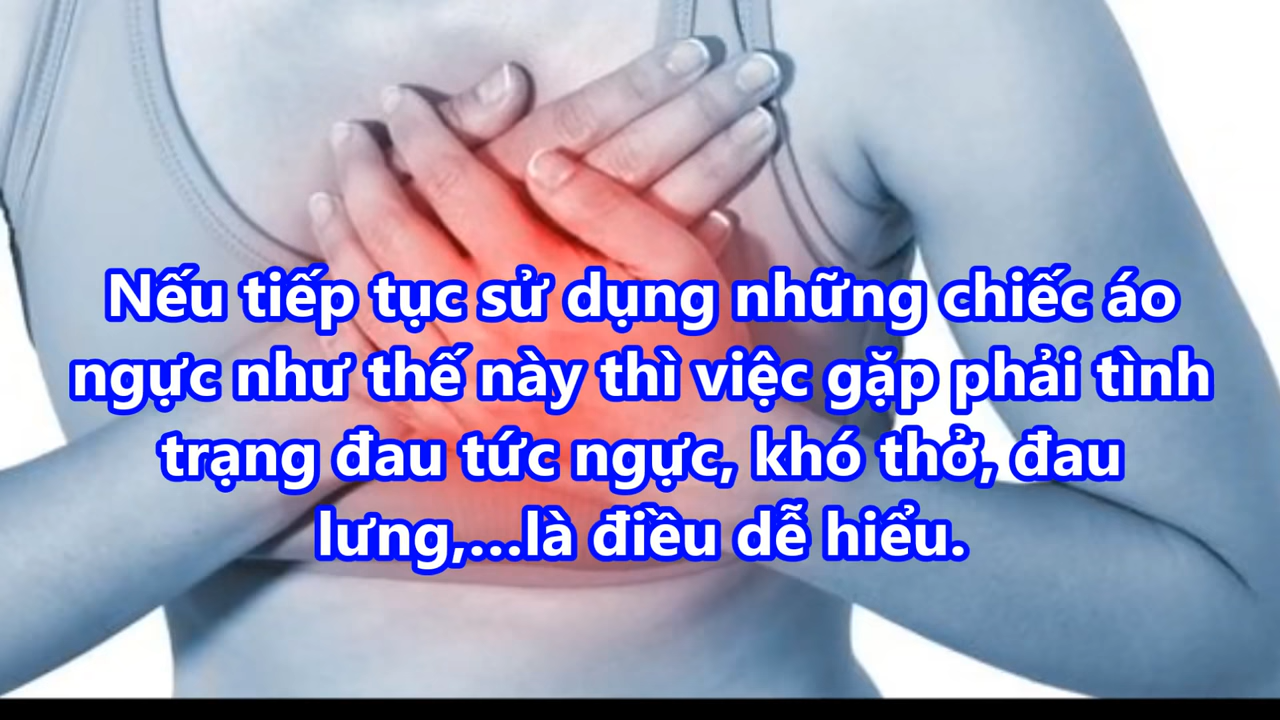 Nếu tiếp tục sử dụng những chiếc áo
ngực như thế này thì việc gặp phải tình
trạng đau tức ngực, khó thở, đau
lưng,...là điều dễ hiểu.